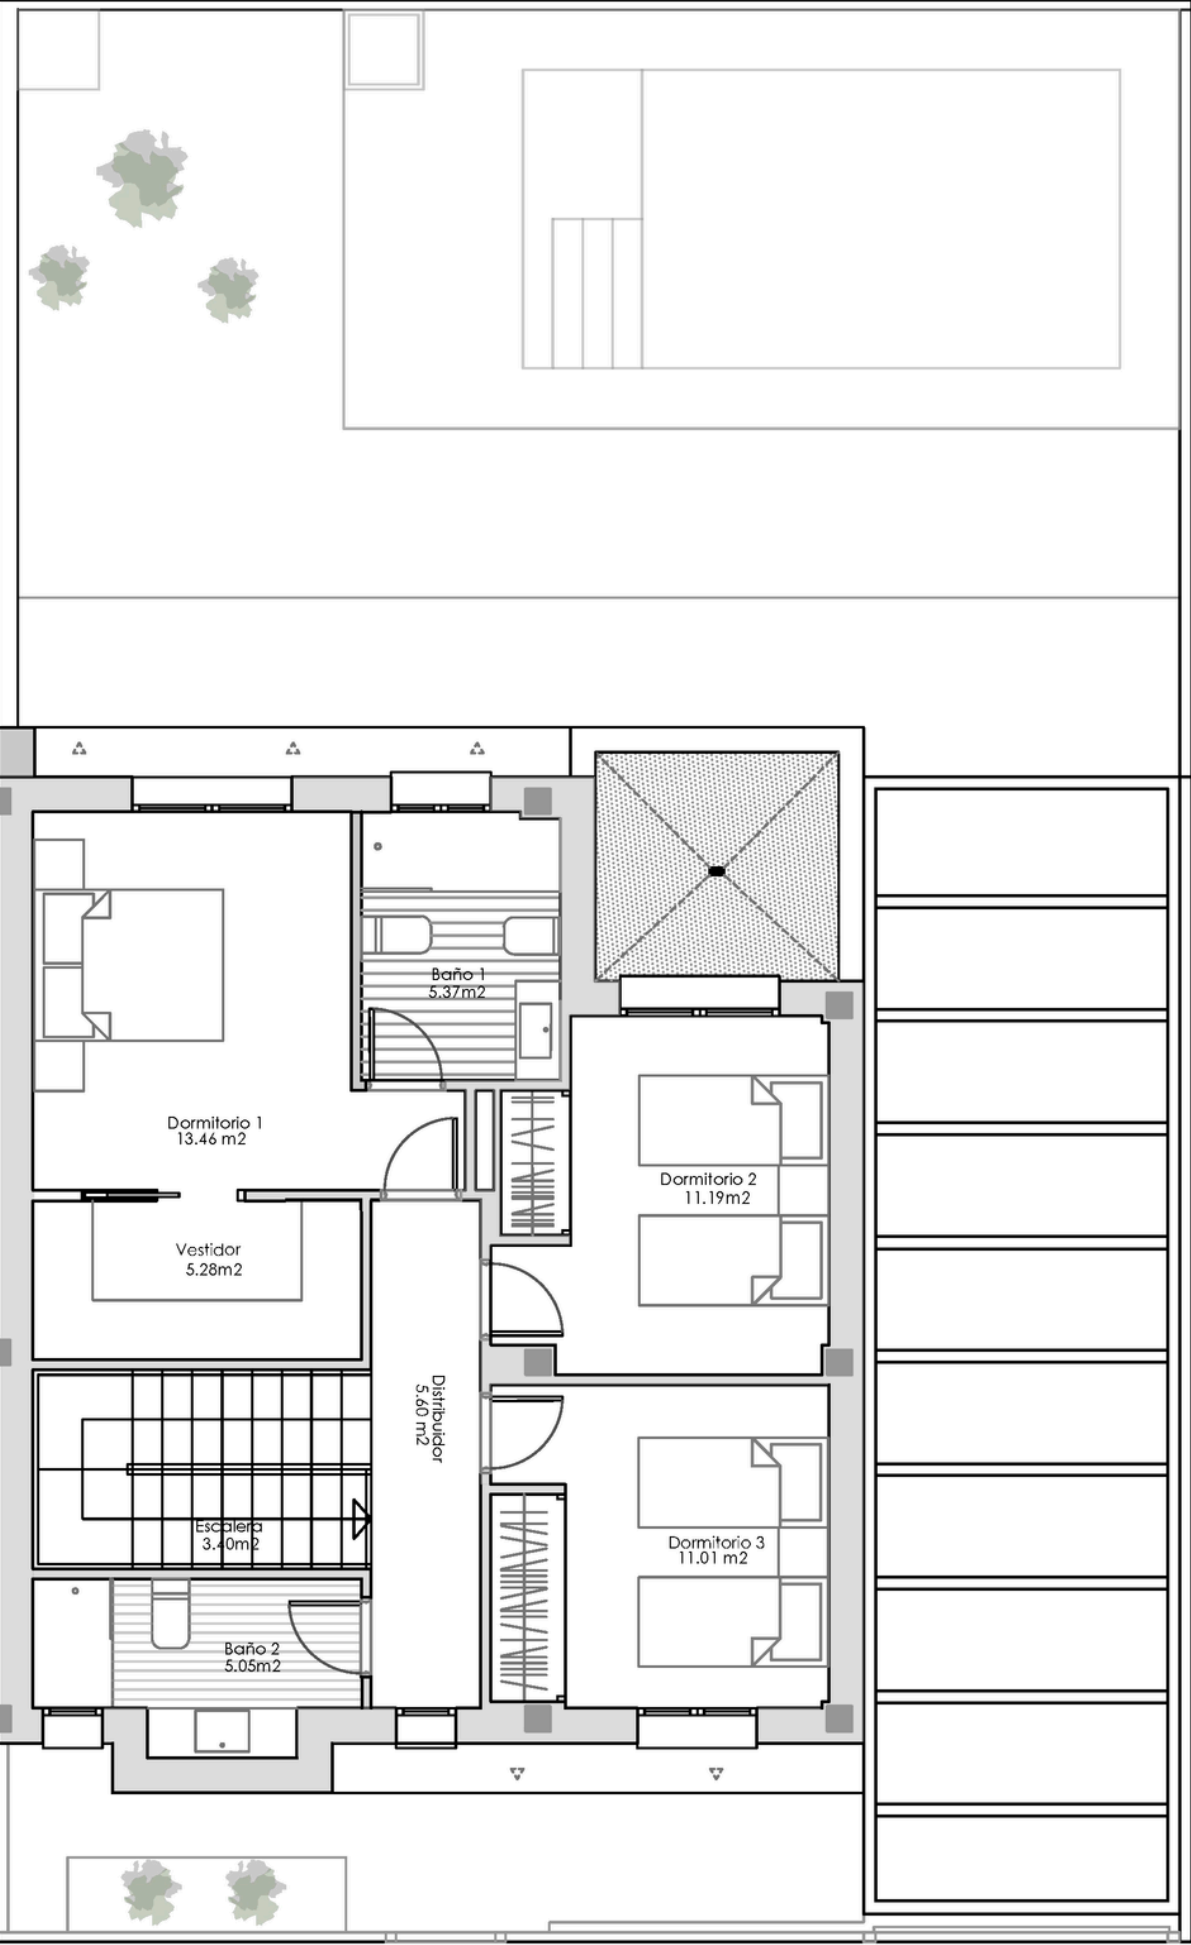 Baño 1
5.37m2
Dormitorio 1
13.46 m2
Dormitorio 2
11.19m2
Vestidor
5.28m2
Distribuidor
5.60 m2
Escalera
3.40m2
Dormitorio 3
11.01 m2
Baño 2
5.05m2